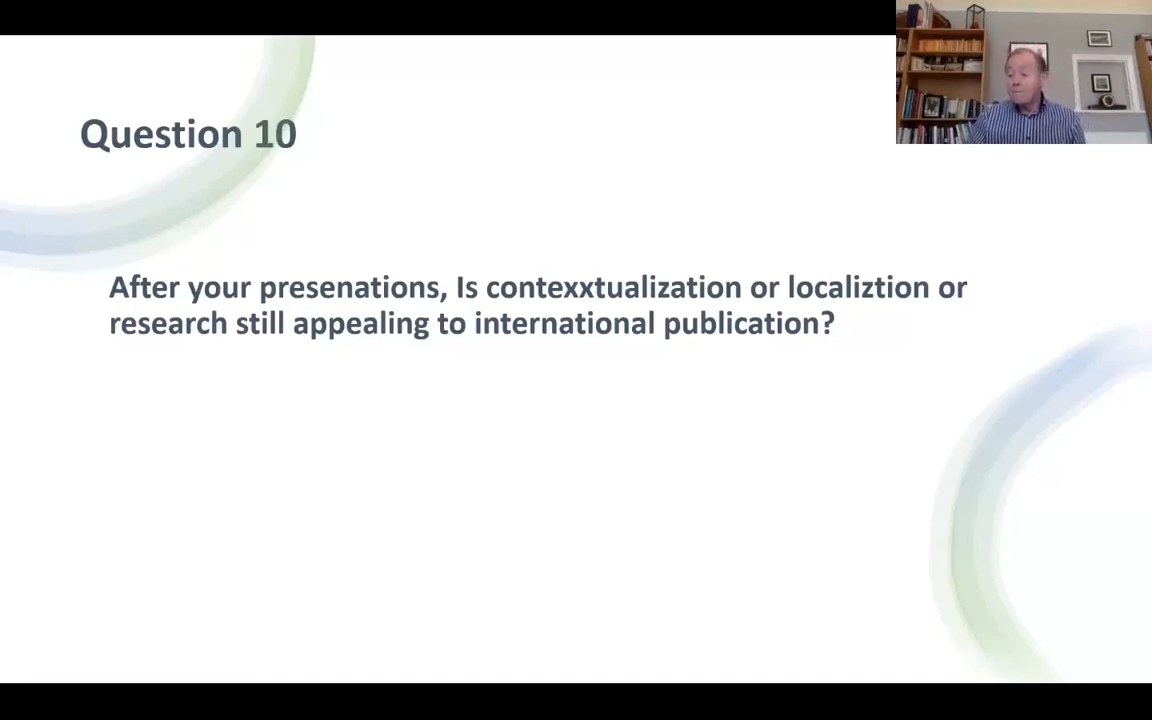 Question 10
After your presenations, Is contexxtualization or localiztion or
research still appealing to international publication?